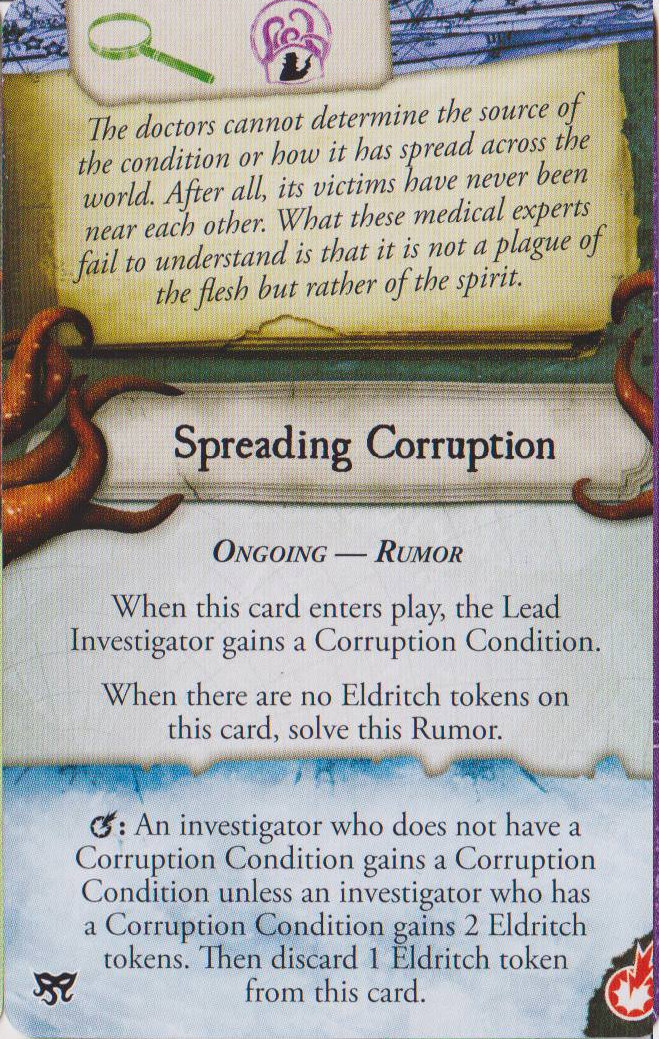 The doctors cannot determine the source of
the condition or how it has spread across the
world. After all, its victims have never been
near each other. What these medical experts
fail to understand is that it is not a plague of
the flesh but rather of the spirit.
Spreading Corruption
Ongoing — Rumor
When this card enters play, the Lead
Investigator gains a Corruption Condition.
When there are no Eldritch tokens on
this card, solve this Rumor.
: An investigator who does not have a
Corruption Condition gains a Corruption
Condition unless an investigator who has
a Corruption Condition gains 2 Eldritch
tokens. Then discard 1 Eldritch token
from this card.